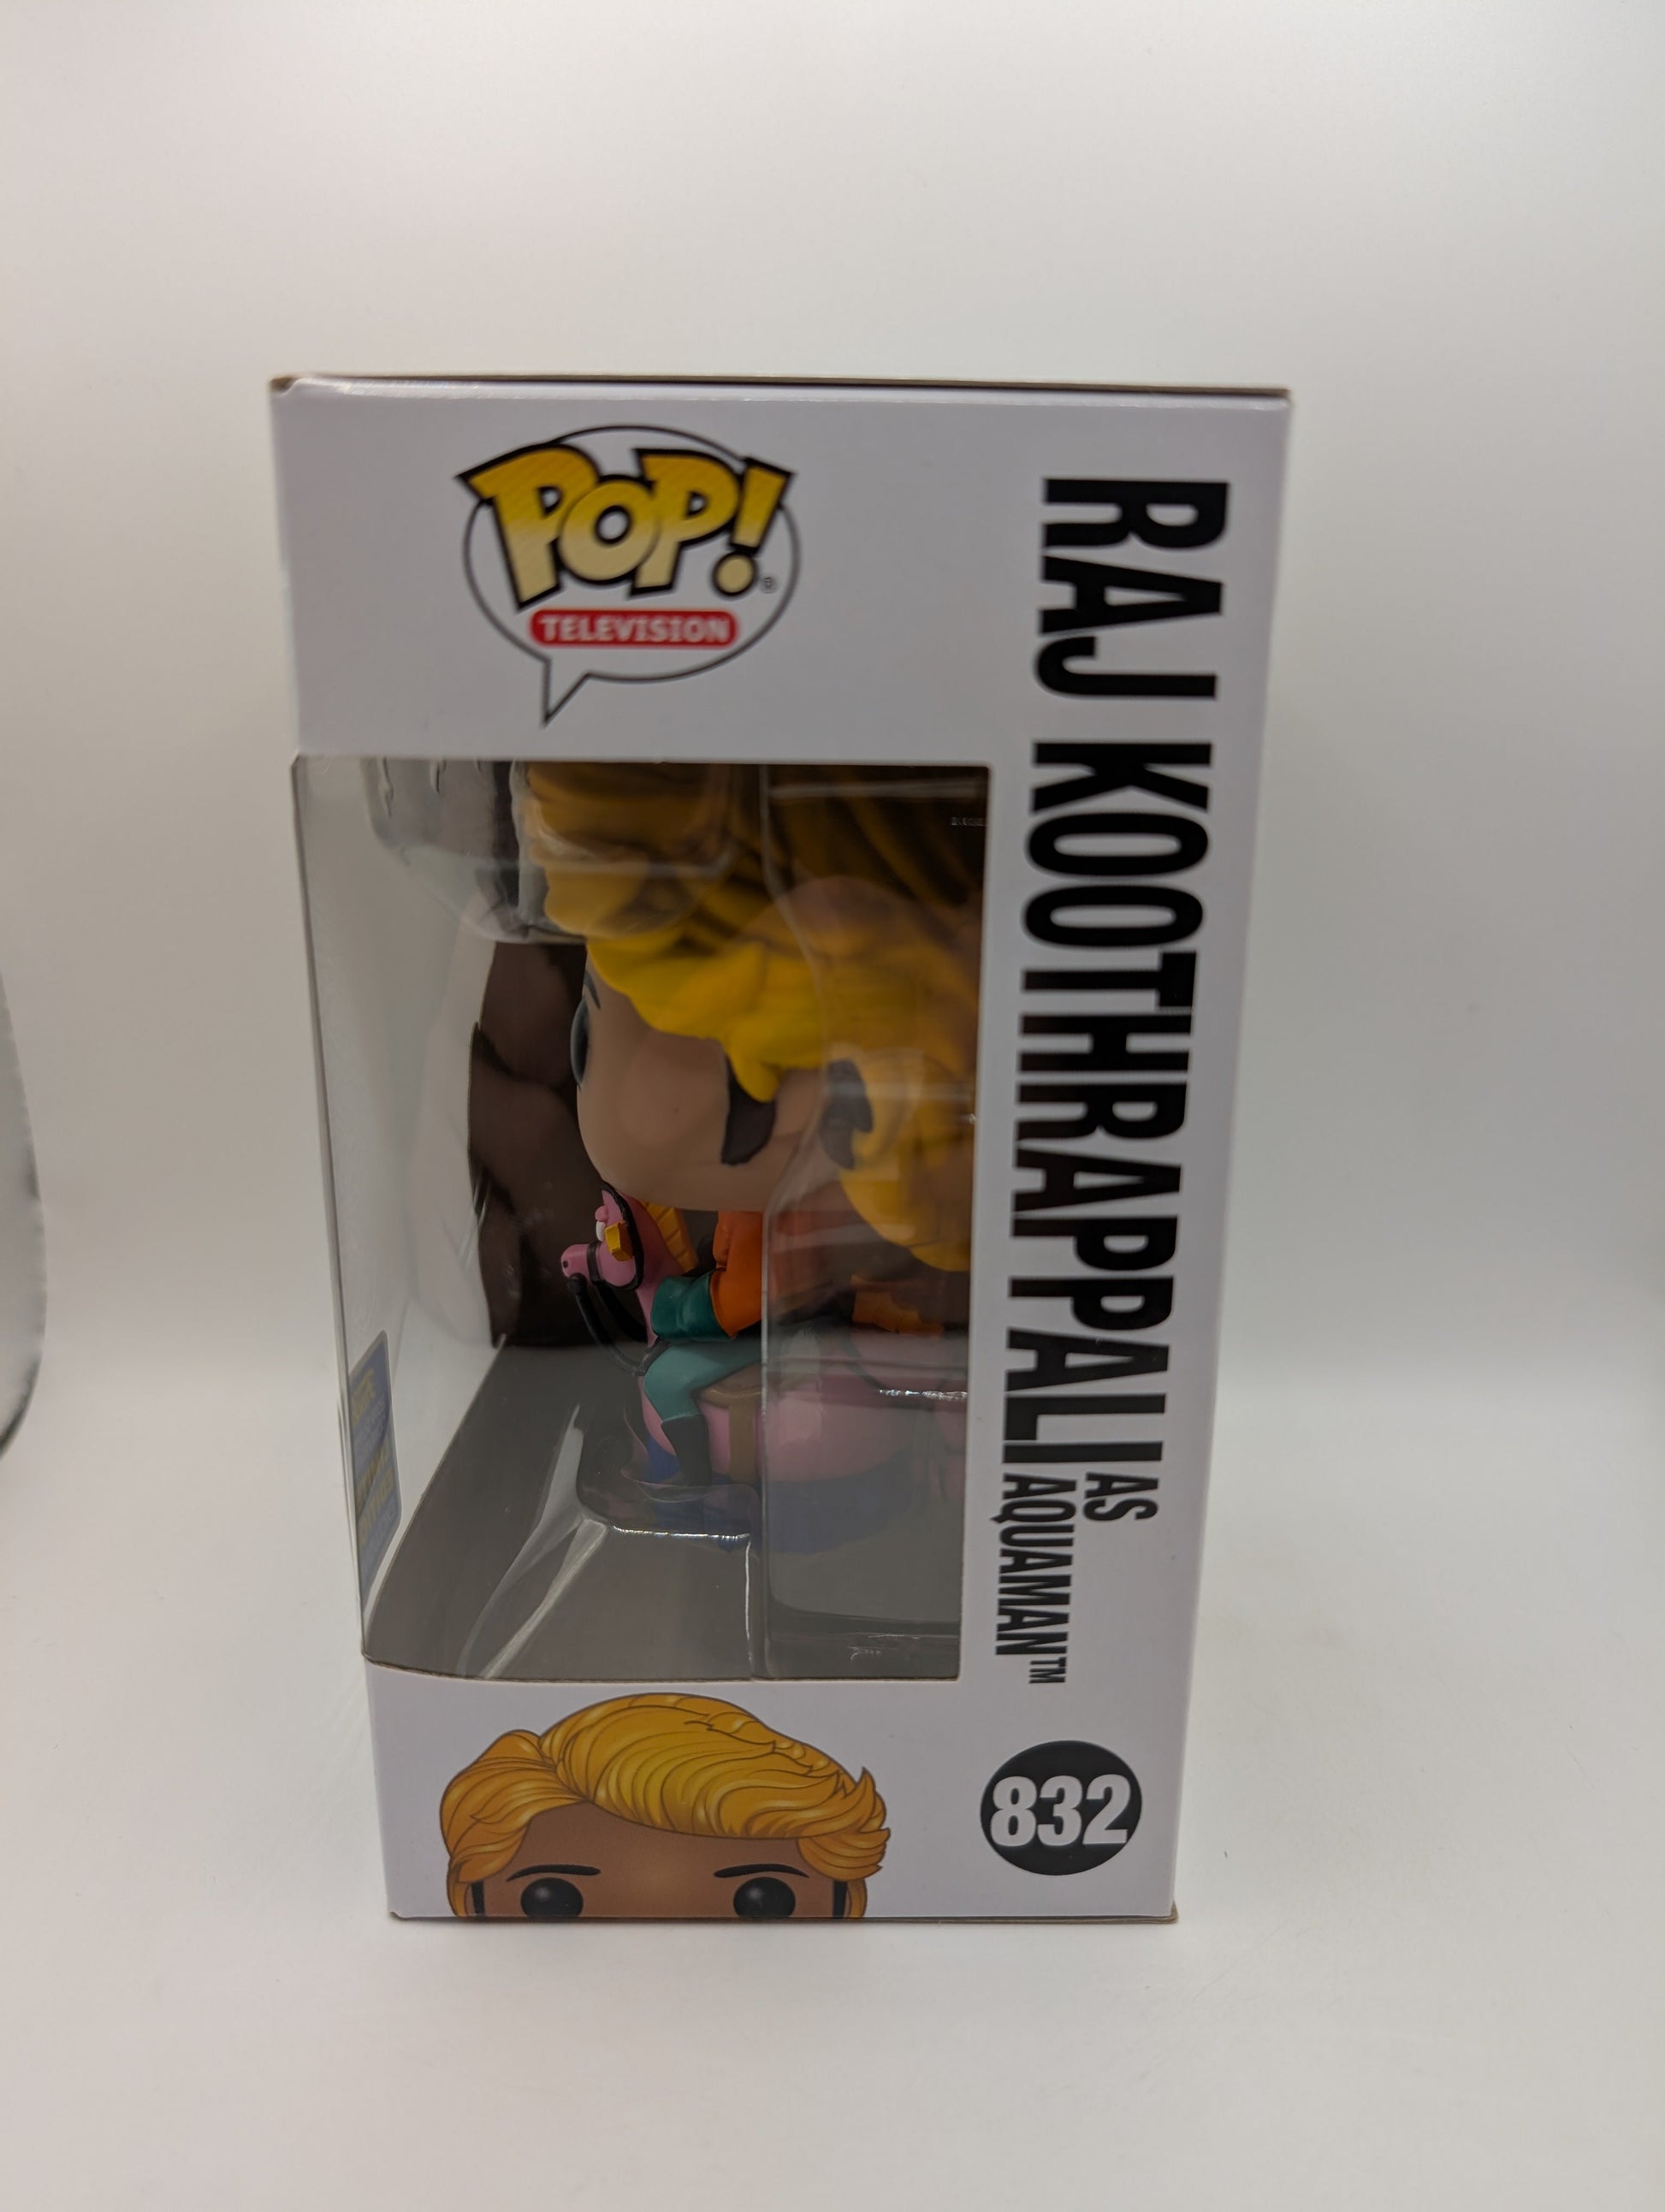 POP!®
TELEVISION
RAJ KOOTHRAPPALI
AS
AQUAMAN™
832